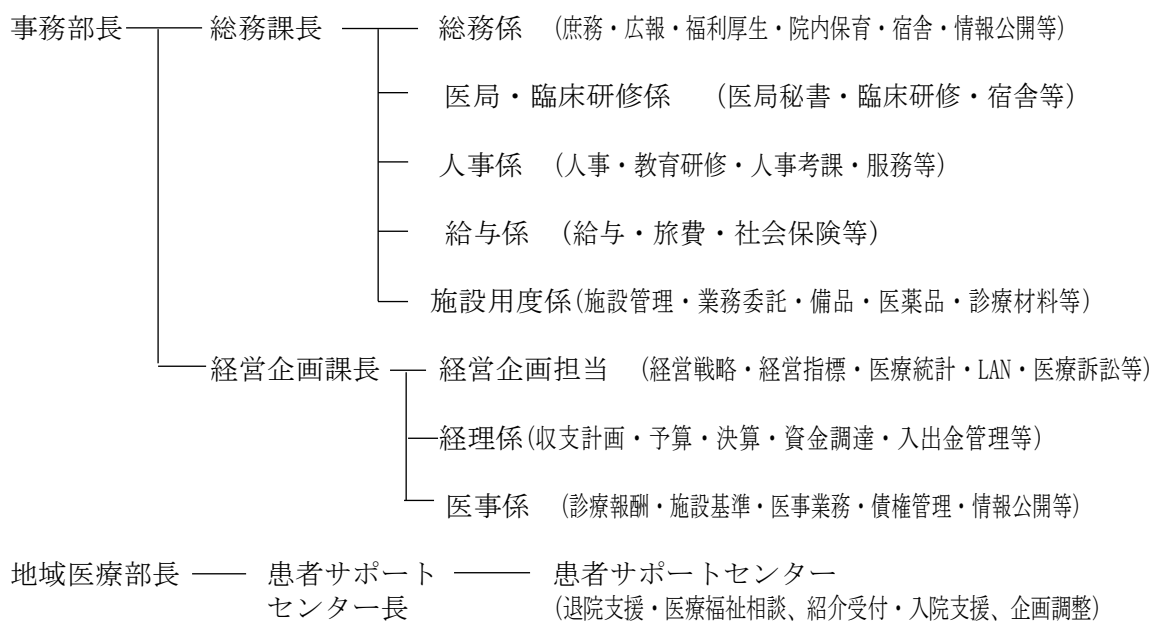 事務部長 総務課長 総務係 (庶務・広報・福利厚生・院内保育・宿舎・情報公開等)
医局・臨床研修係 (医局秘書・臨床研修・宿舎等)
人事係 (人事・教育研修・人事考課・服務等)
給与係 (給与・旅費・社会保険等)
施設用度係(施設管理・業務委託・備品・医薬品・診療材料等)
経営企画課長 経営企画担当 (経営戦略・経営指標・医療統計・LAN・医療訴訟等)
経理係(収支計画・予算・決算・資金調達・入出金管理等)
医事係 (診療報酬・施設基準・医事業務・債権管理・情報公開等)
地域医療部長 患者サポート 患者サポートセンター
センター長 (退院支援・医療福祉相談、紹介受付・入院支援、企画調整)